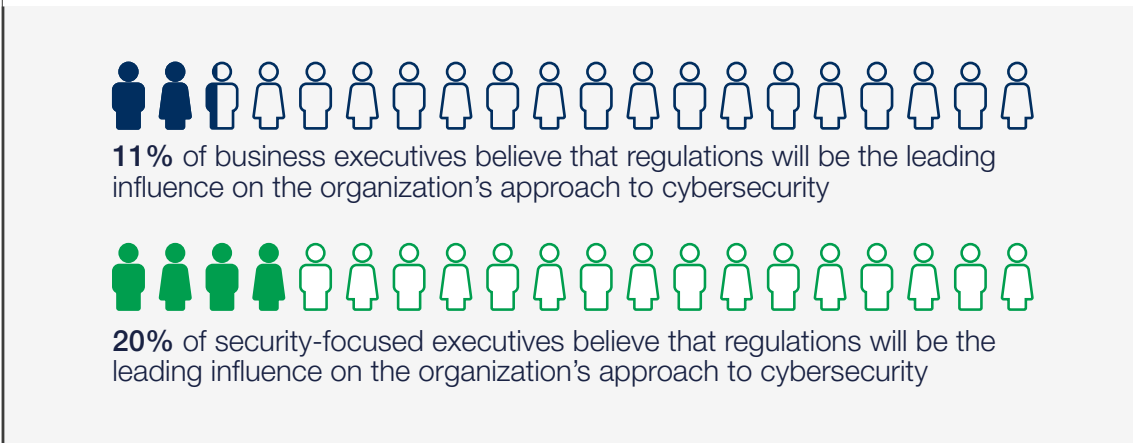 11% of business executives believe that regulations will be the leading
influence on the organization’s approach to cybersecurity
20% of security-focused executives believe that regulations will be the
leading influence on the organization’s approach to cybersecurity